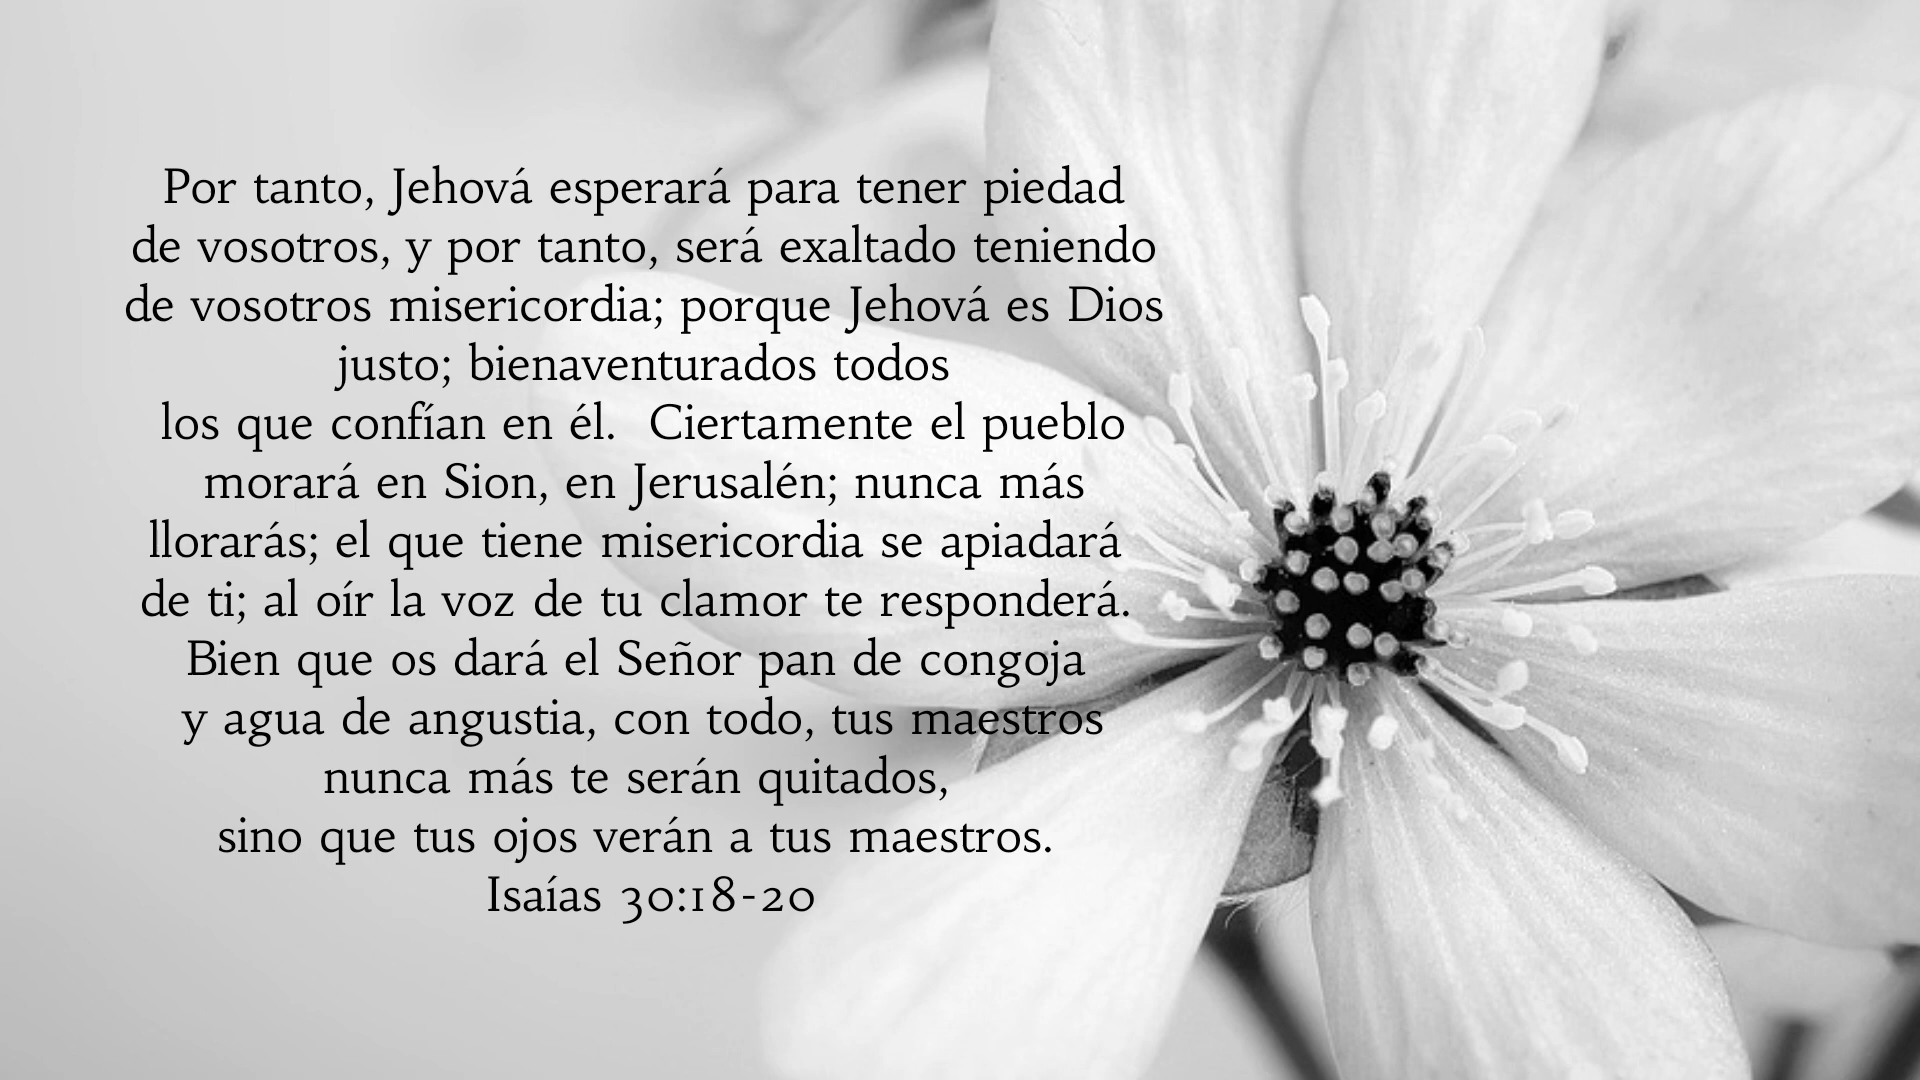 Por tanto, Jehová esperará para tener piedad
de vosotros, y por tanto, será exaltado teniendo
de vosotros misericordia; porque Jehová es Dios
justo; bienaventurados todos
los que confían en él.  Ciertamente el pueblo
morará en Sion, en Jerusalén; nunca más
llorarás; el que tiene misericordia se apiadará
de ti; al oír la voz de tu clamor te responderá.
Bien que os dará el Señor pan de congoja
y agua de angustia, con todo, tus maestros
nunca más te serán quitados,
sino que tus ojos verán a tus maestros.
Isaías 30:18-20